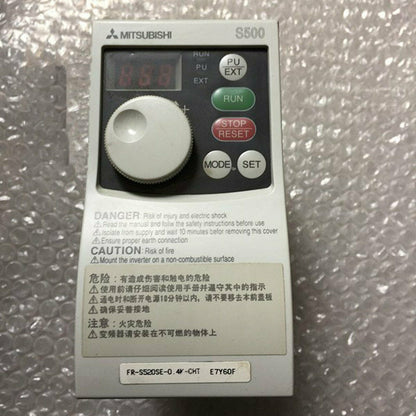 MITSUBISHI S500
RUN
PU
EXT
PU
EXT
RUN
STOP
RESET
MODE SET
DANGER: Risk of injury and electric shock
Read the manual and follow the safety instructions before use
Isolate from supply and wait 10 minutes before removing this cover
Ensure proper earth connection
CAUTION: Risk of fire
Mount the inverter on a non-combustible surface
危险：有造成伤害和触电的危险
使用前请仔细阅读使用手册并遵守其中的指示
通电时和断开电源10分钟以内，请不要移去本前盖板
确保妥善接地
注意：火灾危险
变频器请安装在不可燃的物体上
FR-S520SE-0.4K-CHT E7Y60F